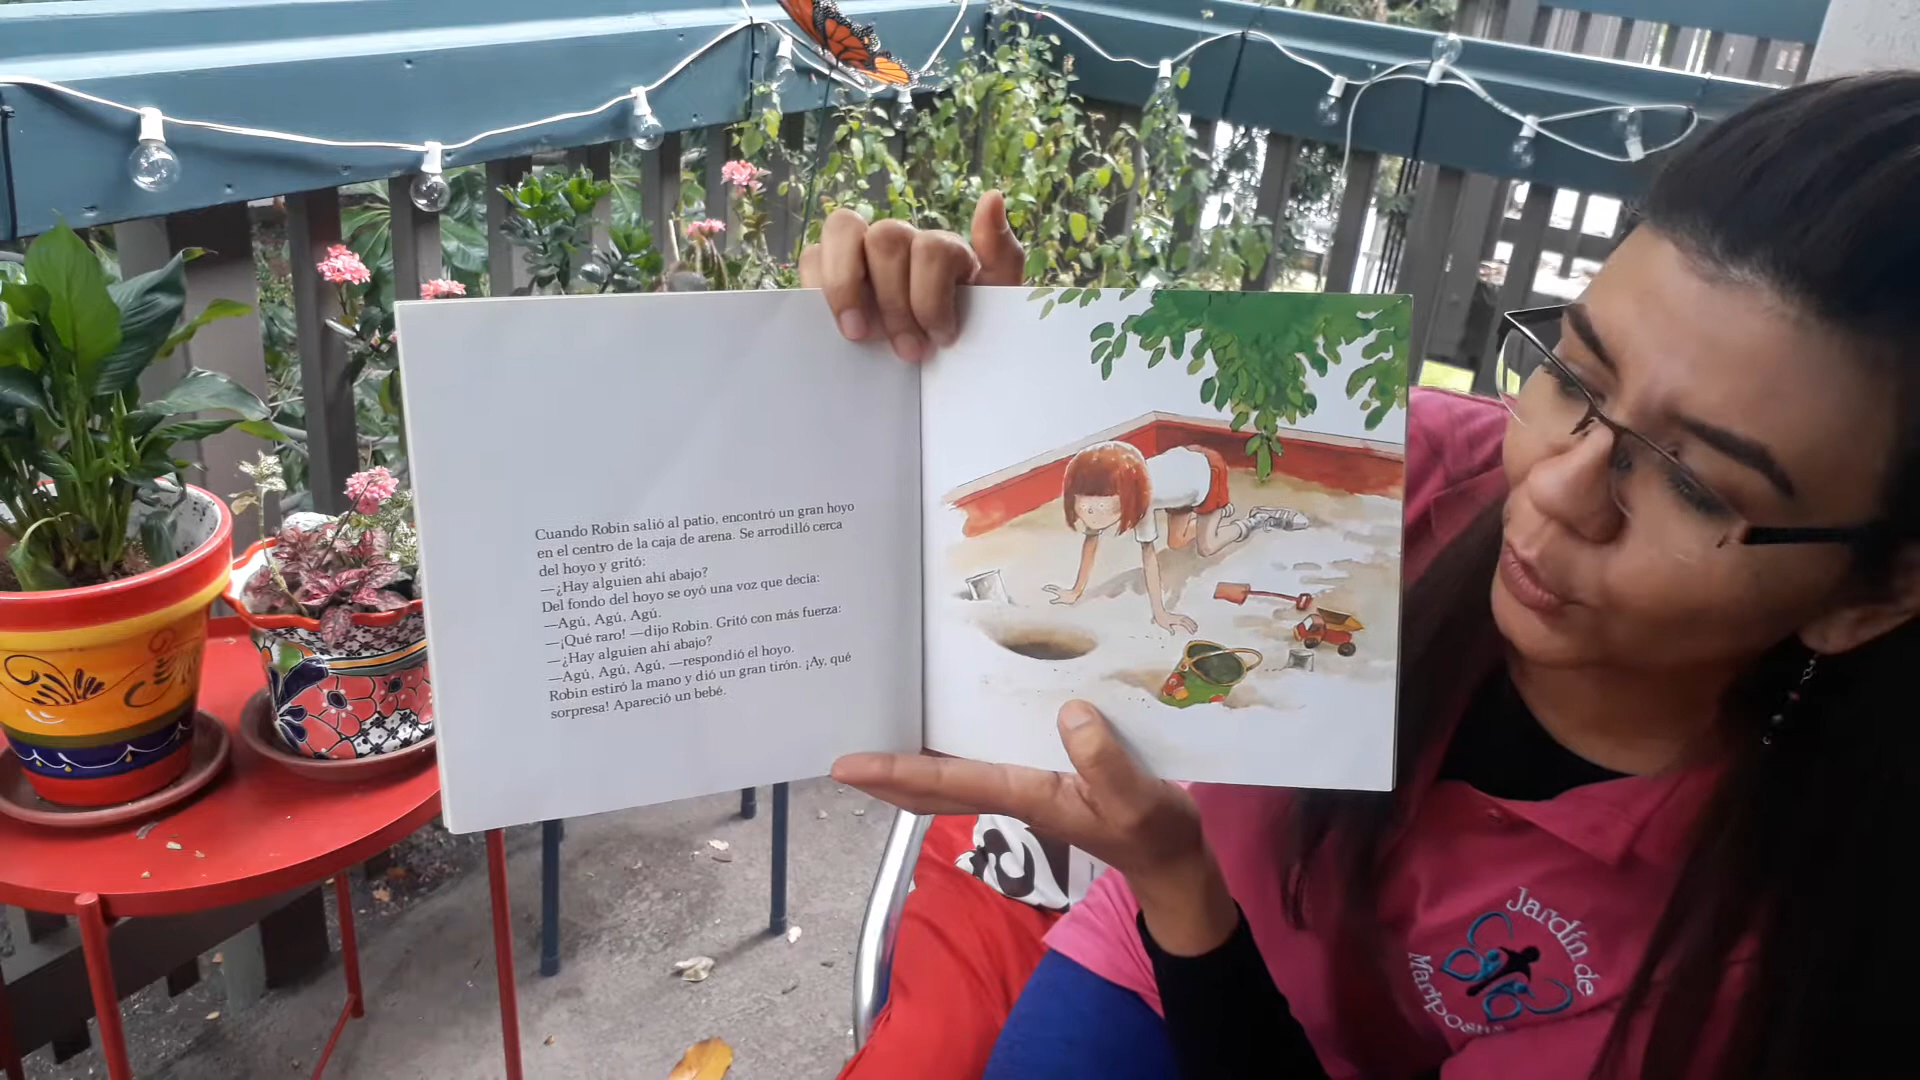 Cuando Robin salió al patio, encontró un gran hoyo
en el centro de la caja de arena. Se arrodilló cerca
del hoyo y gritó:
—¿Hay alguien ahí abajo?
Del fondo del hoyo se oyó una voz que decía:
—Agú, Agú, Agú.
—¡Qué raro! —dijo Robin. Gritó con más fuerza:
—¿Hay alguien ahí abajo?
—Agú, Agú, Agú, —respondió el hoyo.
Robin estiró la mano y dió un gran tirón. ¡Ay, qué
sorpresa! Apareció un bebé.
Jardín de
Mariposas